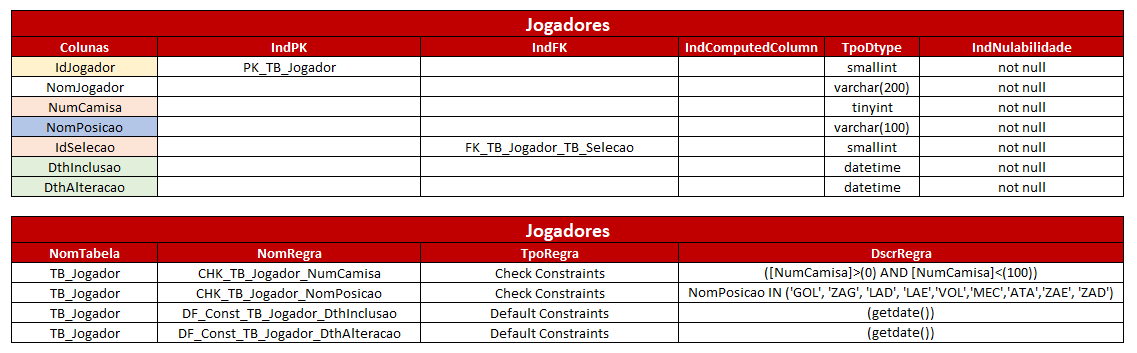 Jogadores
Colunas IndPK IndFK IndComputedColumn TpoDtype IndNulabilidade
IdJogador PK_TB_Jogador smallint not null
NomJogador varchar(200) not null
NumCamisa tinyint not null
NomPosicao varchar(100) not null
IdSelecao FK_TB_Jogador_TB_Selecao smallint not null
DthInclusao datetime not null
DthAlteracao datetime not null
Jogadores
NomTabela NomRegra TpoRegra DscrRegra
TB_Jogador CHK_TB_Jogador_NumCamisa Check Constraints ([NumCamisa]>(0) AND [NumCamisa]<(100))
TB_Jogador CHK_TB_Jogador_NomPosicao Check Constraints NomPosicao IN ('GOL', 'ZAG', 'LAD', 'LAE','VOL','MEC','ATA','ZAE', 'ZAD')
TB_Jogador DF_Const_TB_Jogador_DthInclusao Default Constraints (getdate())
TB_Jogador DF_Const_TB_Jogador_DthAlteracao Default Constraints (getdate())